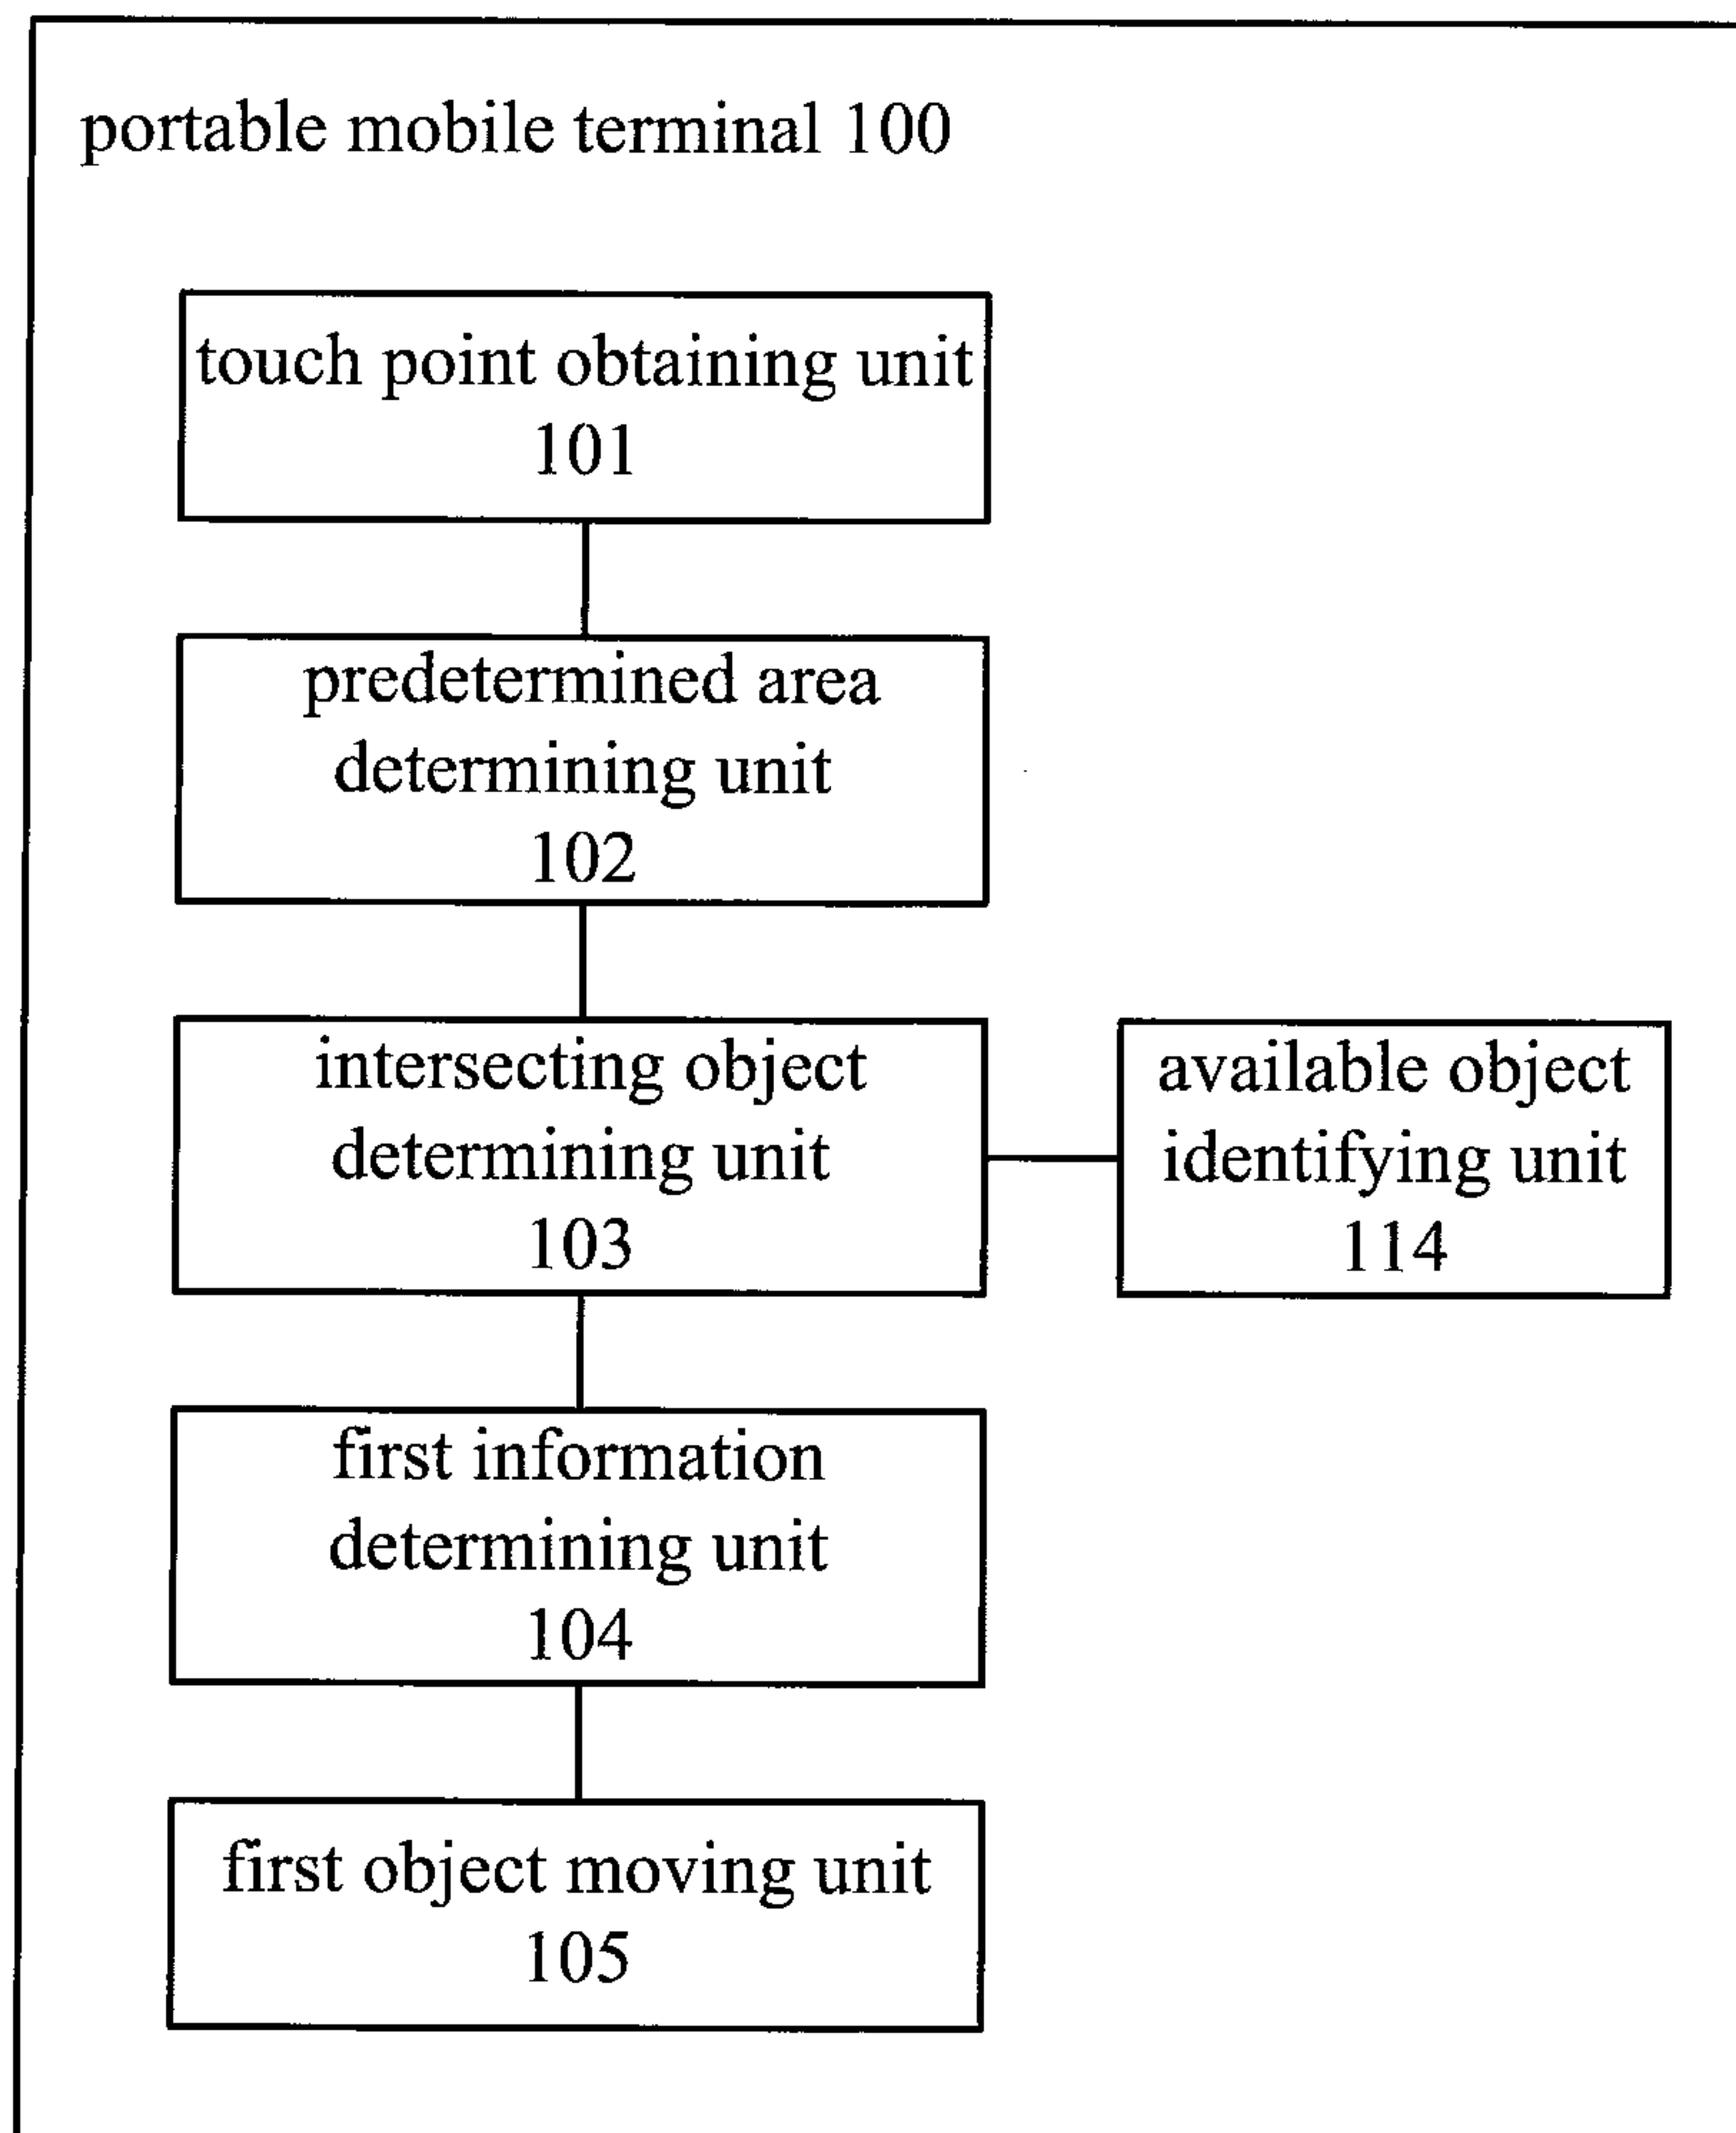 portable mobile terminal 100
touch point obtaining unit
101
predetermined area
determining unit
102
intersecting object
determining unit
103
available object
identifying unit
114
first information
determining unit
104
first object moving unit
105